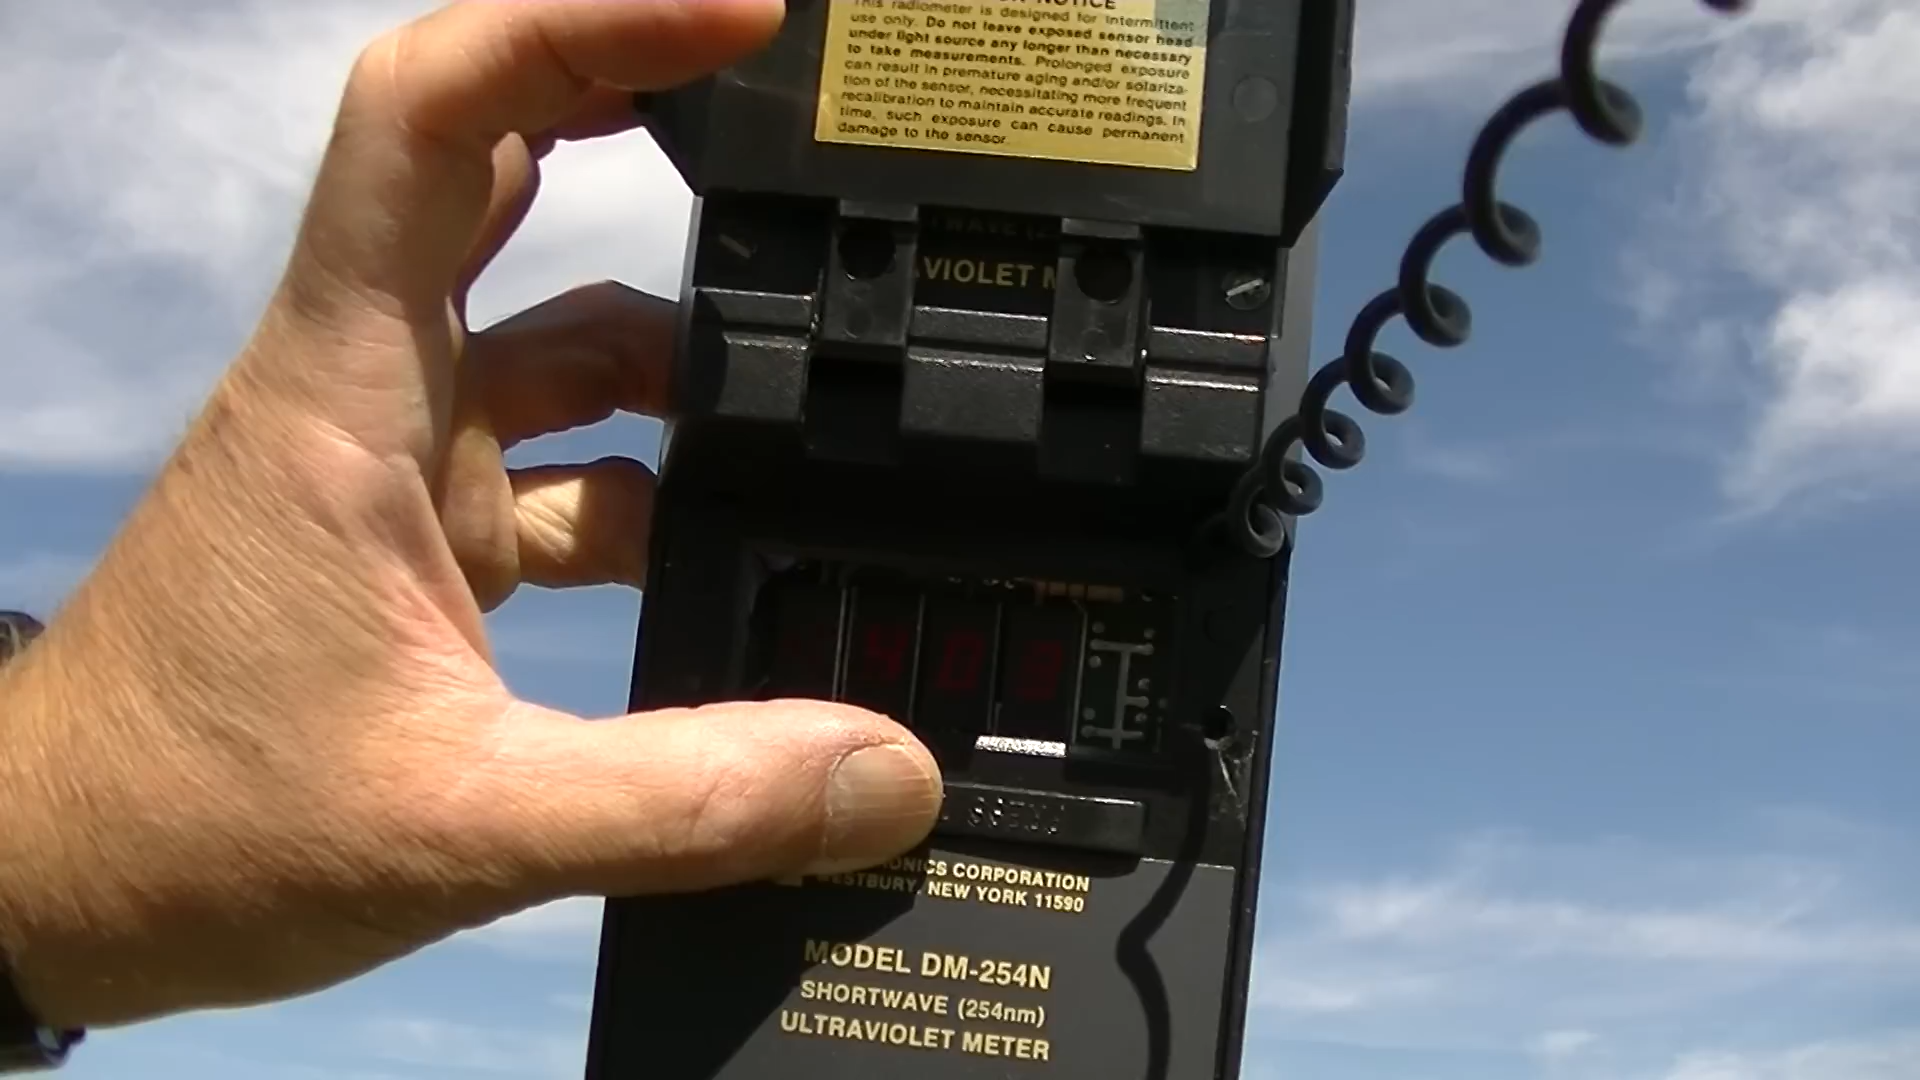 NOTICE
This radiometer is designed for intermittent
use only. Do not leave exposed sensor head
under light source any longer than necessary
to take measurements. Prolonged exposure
can result in premature aging and/or solariza-
tion of the sensor, necessitating more frequent
recalibration to maintain accurate readings. In
time, such exposure can cause permanent
damage to the sensor.
VIOLET M
PRESS
CS CORPORATION
WESTBURY, NEW YORK 11590
MODEL DM-254N
SHORTWAVE (254nm)
ULTRAVIOLET METER